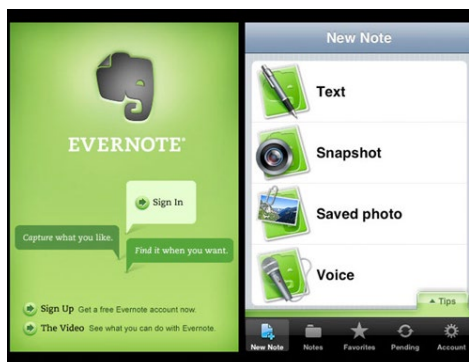 EVERNOTE®
Sign In
Capture what you like.
Find it when you want.
Sign Up Get a free Evernote account now.
The Video See what you can do with Evernote.
New Note
Text
Snapshot
Saved photo
Voice
Tips
New Note Notes Favorites Pending Account